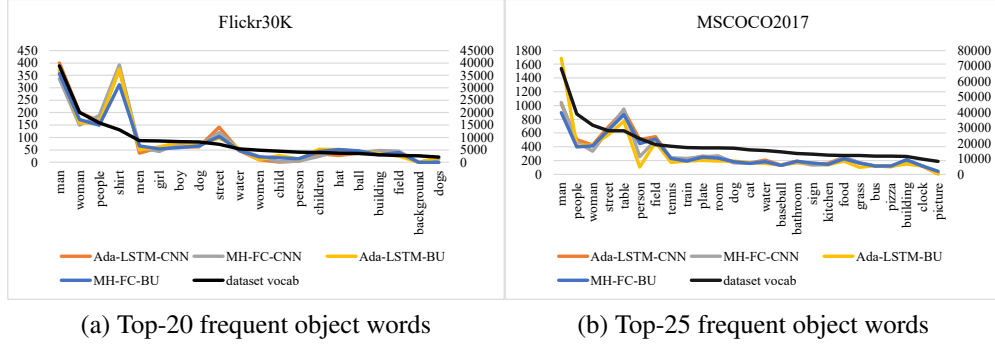 Flickr30K
450
400
350
300
250
200
150
100
50
0
45000
40000
35000
30000
25000
20000
15000
10000
5000
0
man
woman
people
shirt
men
girl
boy
dog
street
water
women
child
person
children
hat
ball
building
field
background
dogs
Ada-LSTM-CNN MH-FC-CNN Ada-LSTM-BU
MH-FC-BU dataset vocab
(a) Top-20 frequent object words
MSCOCO2017
1800
1600
1400
1200
1000
800
600
400
200
0
80000
70000
60000
50000
40000
30000
20000
10000
0
man
people
woman
street
table
person
field
tennis
train
plate
room
dog
cat
water
baseball
bathroom
sign
kitchen
food
grass
bus
pizza
building
clock
picture
Ada-LSTM-CNN MH-FC-CNN Ada-LSTM-BU
MH-FC-BU dataset vocab
(b) Top-25 frequent object words